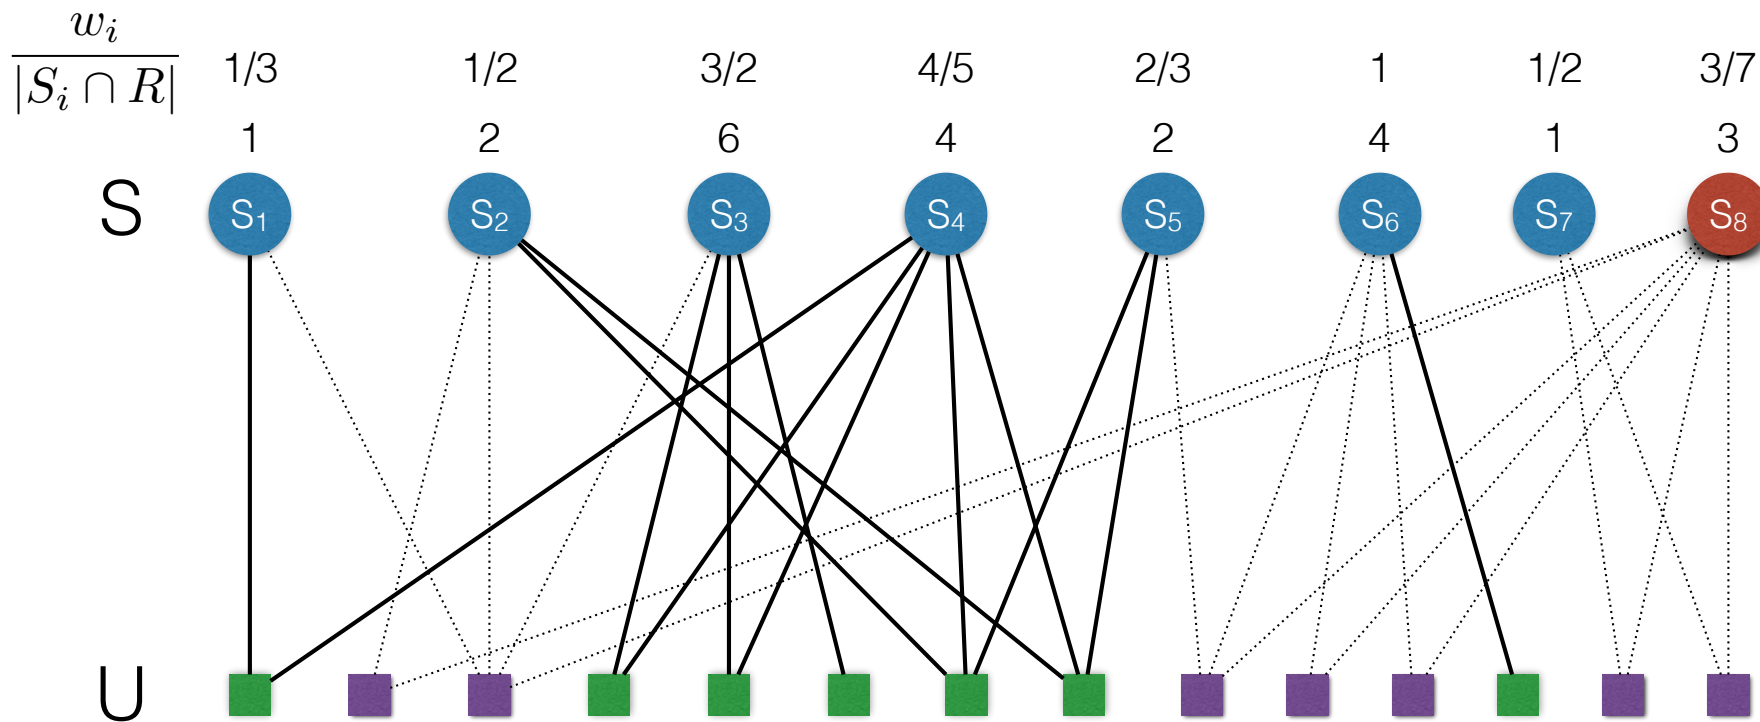 w_i / |S_i ∩ R| 1/3 1/2 3/2 4/5 2/3 1 1/2 3/7
1 2 6 4 2 4 1 3
S S₁ S₂ S₃ S₄ S₅ S₆ S₇ S₈
U